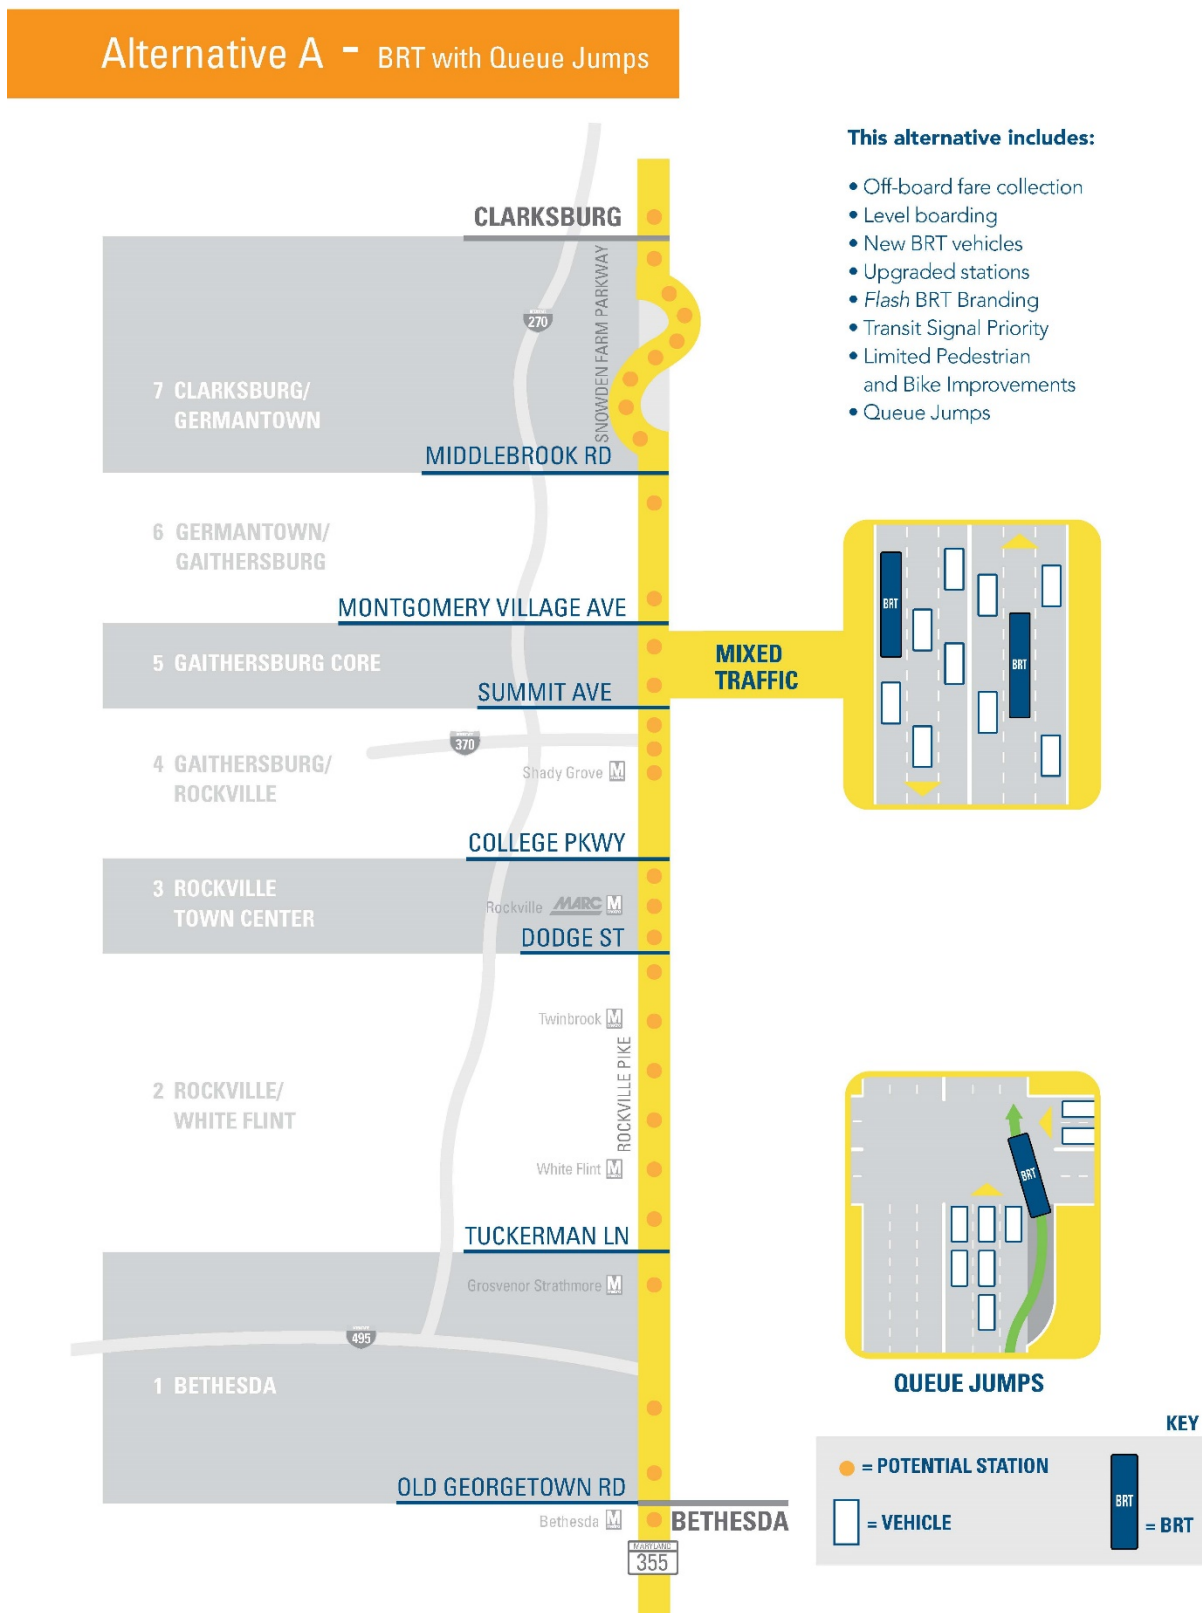 Alternative A - BRT with Queue Jumps
This alternative includes:
• Off-board fare collection
• Level boarding
• New BRT vehicles
• Upgraded stations
• Flash BRT Branding
• Transit Signal Priority
• Limited Pedestrian
and Bike Improvements
• Queue Jumps
CLARKSBURG
SNOWDEN FARM PARKWAY
270
7 CLARKSBURG/
GERMANTOWN
MIDDLEBROOK RD
6 GERMANTOWN/
GAITHERSBURG
MONTGOMERY VILLAGE AVE
5 GAITHERSBURG CORE
SUMMIT AVE
MIXED
TRAFFIC
BRT
BRT
370
4 GAITHERSBURG/
ROCKVILLE
Shady Grove M
COLLEGE PKWY
3 ROCKVILLE
TOWN CENTER
Rockville MARC M
DODGE ST
Twinbrook M
ROCKVILLE PIKE
2 ROCKVILLE/
WHITE FLINT
White Flint M
TUCKERMAN LN
Grosvenor Strathmore M
495
1 BETHESDA
OLD GEORGETOWN RD
Bethesda M
BETHESDA
MARYLAND
355
BRT
QUEUE JUMPS
KEY
= POTENTIAL STATION
= VEHICLE
BRT
= BRT